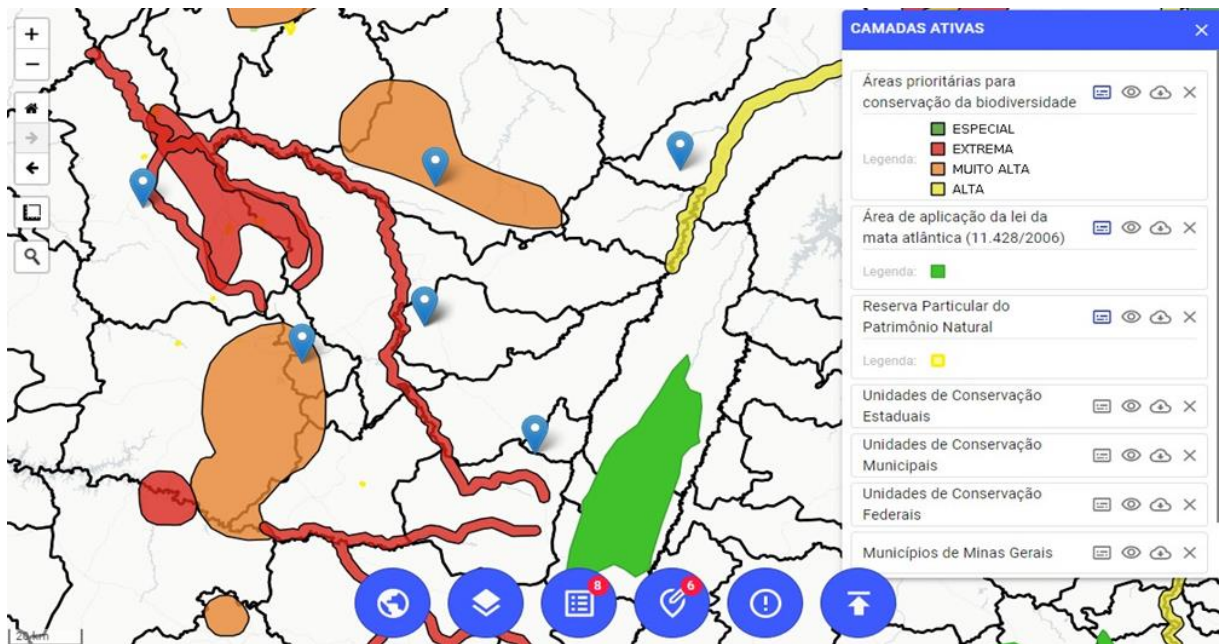 +
−
CAMADAS ATIVAS
Áreas prioritárias para
conservação da biodiversidade
Legenda:
ESPECIAL
EXTREMA
MUITO ALTA
ALTA
Área de aplicação da lei da
mata atlântica (11.428/2006)
Legenda:
Reserva Particular do
Patrimônio Natural
Legenda:
Unidades de Conservação
Estaduais
Unidades de Conservação
Municipais
Unidades de Conservação
Federais
Municípios de Minas Gerais
8
6
20 km